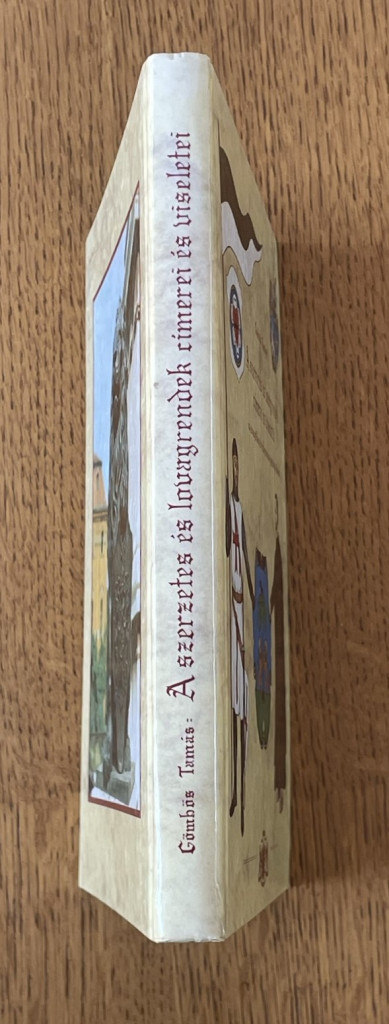 Gömbös Tamás: A szerzetes és lovagrendek címerei és viseletei